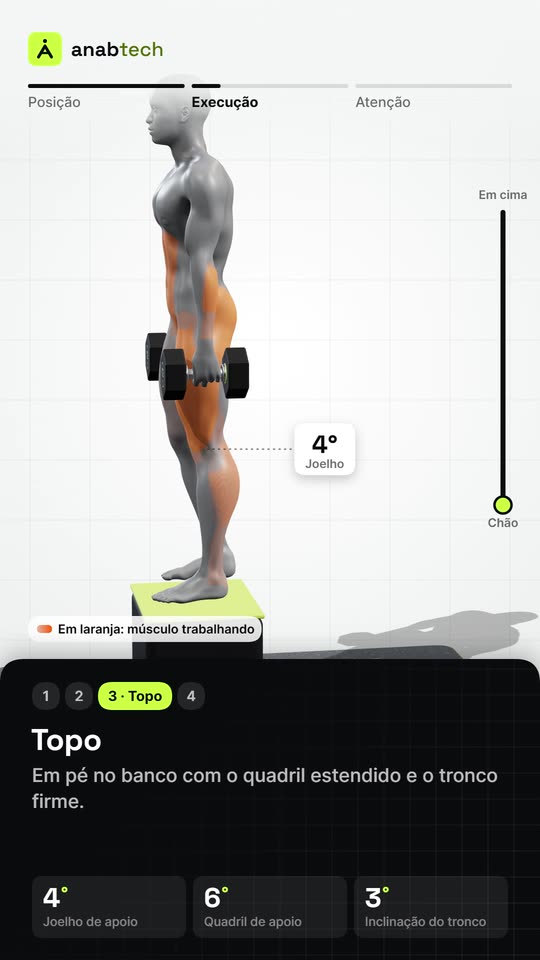 anabtech
Posição
Execução
Atenção
Em cima
4°
Joelho
Chão
Em laranja: músculo trabalhando
1
2
3 · Topo
4
Topo
Em pé no banco com o quadril estendido e o tronco
firme.
4°
Joelho de apoio
6°
Quadril de apoio
3°
Inclinação do tronco